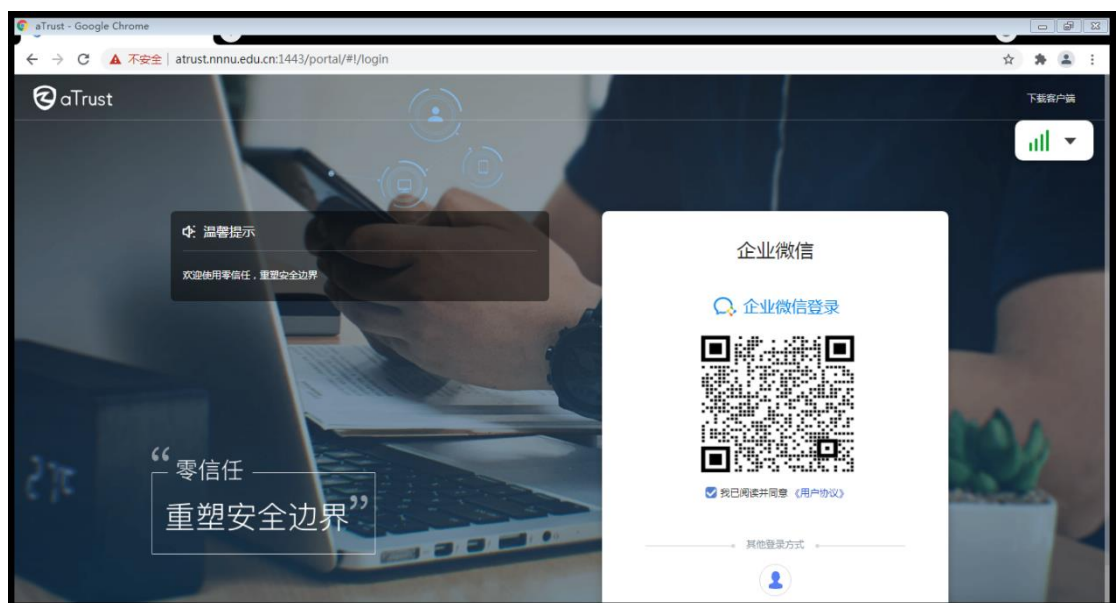 aTrust - Google Chrome
不安全 | atrust.nnnu.edu.cn:1443/portal/#!/login
aTrust
下载客户端
温馨提示
欢迎使用零信任，重塑安全边界
企业微信
企业微信登录
我已阅读并同意 《用户协议》
其他登录方式
“零信任
重塑安全边界”